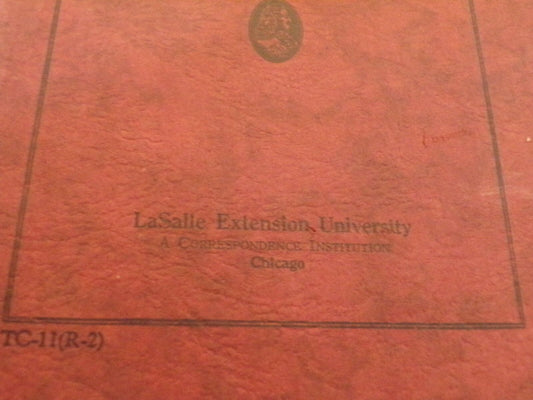 LaSalle Extension University
A CORRESPONDENCE INSTITUTION
Chicago
TC-11(R-2)